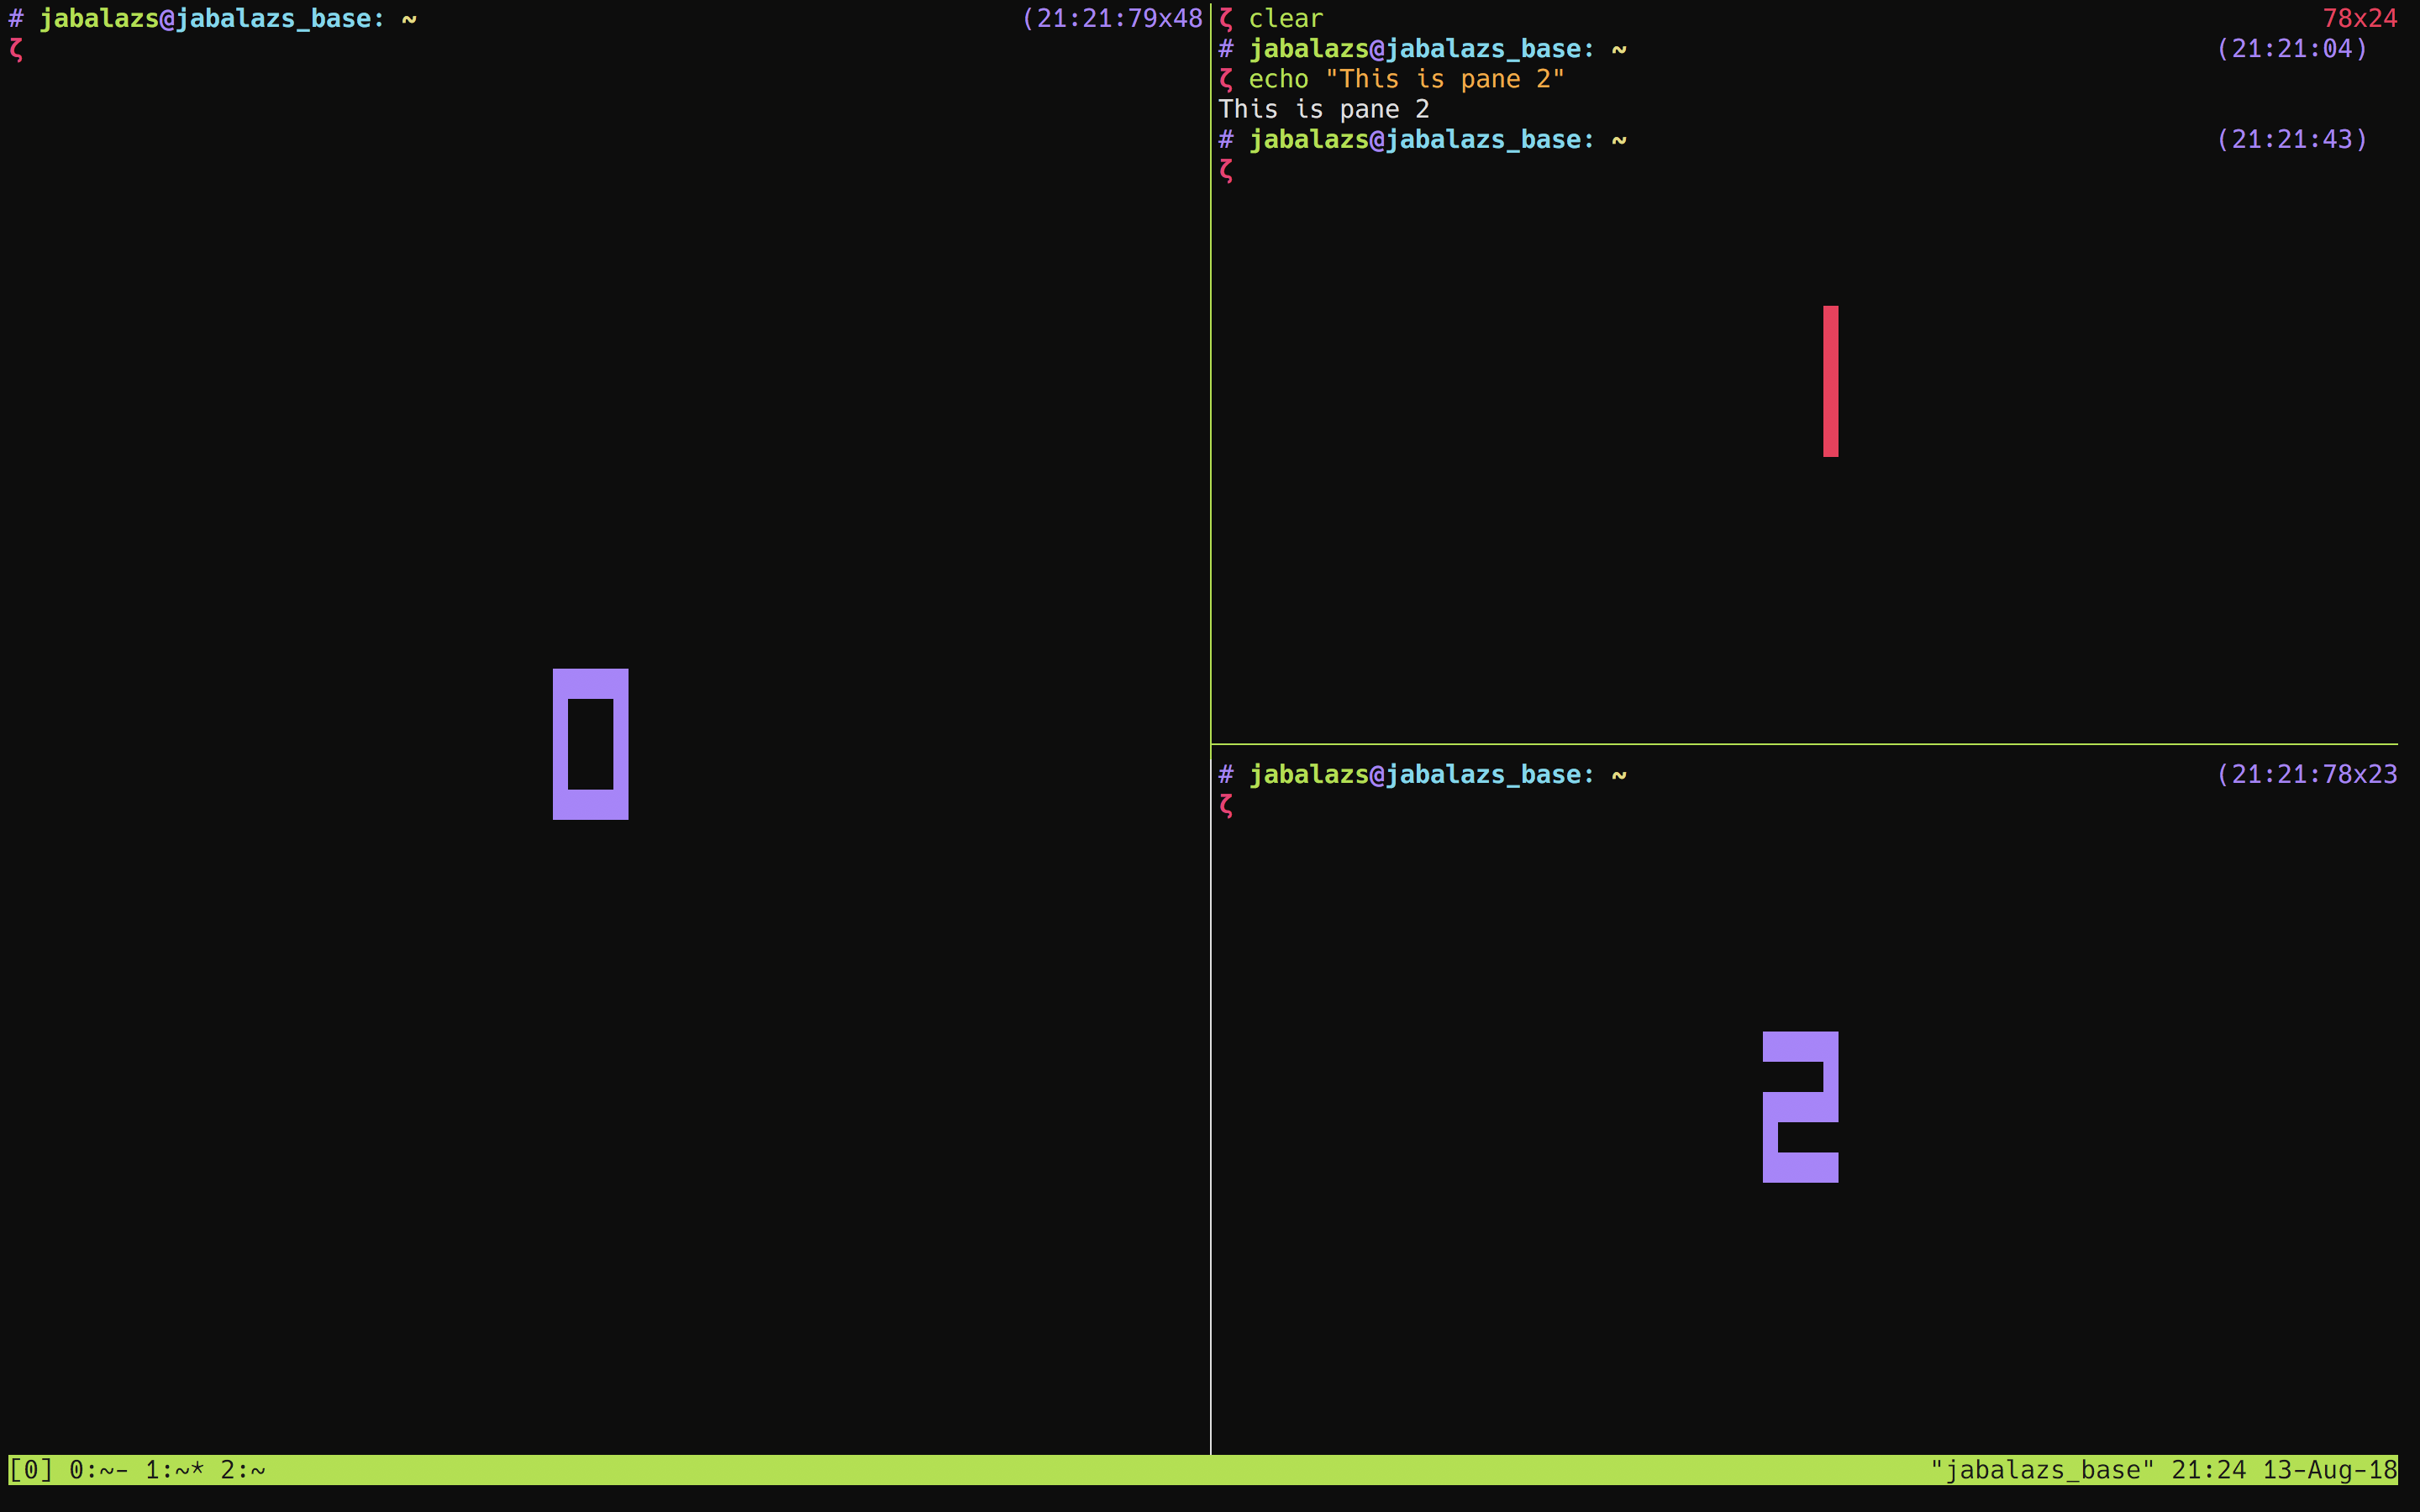 # jabalazs@jabalazs_base: ~ (21:21:79x48
ζ
0
ζ clear 78x24
# jabalazs@jabalazs_base: ~ (21:21:04)
ζ echo "This is pane 2"
This is pane 2
# jabalazs@jabalazs_base: ~ (21:21:43)
ζ
1
# jabalazs@jabalazs_base: ~ (21:21:78x23
ζ
2
[0] 0:~- 1:~* 2:~ "jabalazs_base" 21:24 13-Aug-18